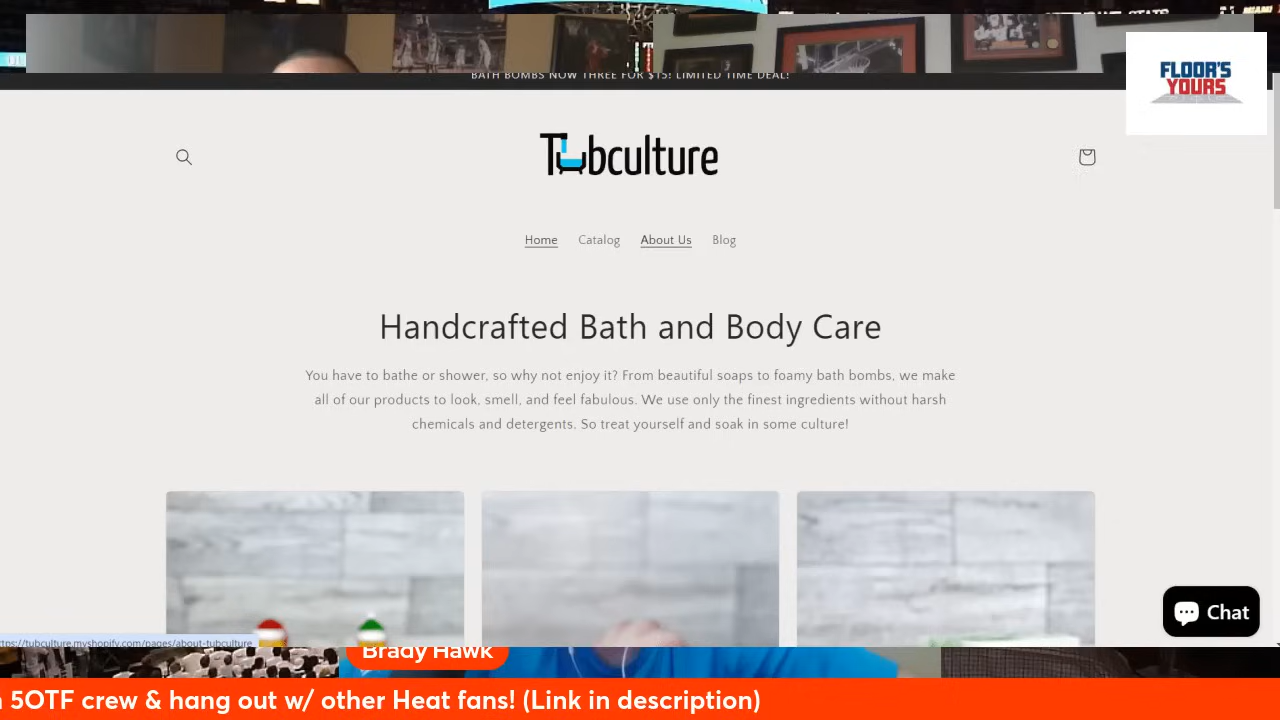 BATH BOMBS NOW THREE FOR $15! LIMITED TIME DEAL!
FLOOR'S
YOURS
Tubculture
Home Catalog About Us Blog
Handcrafted Bath and Body Care
You have to bathe or shower, so why not enjoy it? From beautiful soaps to foamy bath bombs, we make
all of our products to look, smell, and feel fabulous. We use only the finest ingredients without harsh
chemicals and detergents. So treat yourself and soak in some culture!
Chat
ttps://tubculture.myshopify.com/pages/about-tubculture
Brady Hawk
5OTF crew & hang out w/ other Heat fans! (Link in description)